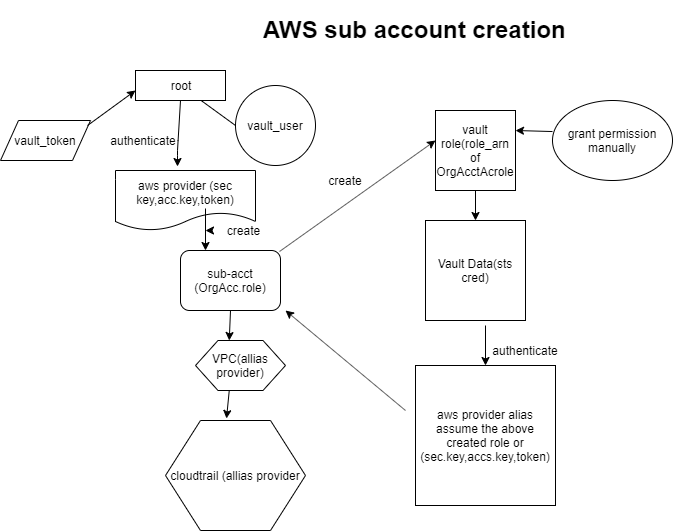 AWS sub account creation
root
vault_token
vault_user
authenticate
aws provider (sec
key,acc.key,token)
create
sub-acct
(OrgAcc.role)
VPC(allias
provider)
cloudtrail (allias provider
create
vault
role(role_arn
of
OrgAcctAcrole
grant permission
manually
Vault Data(sts
cred)
authenticate
aws provider alias
assume the above
created role or
(sec.key,accs.key,token)